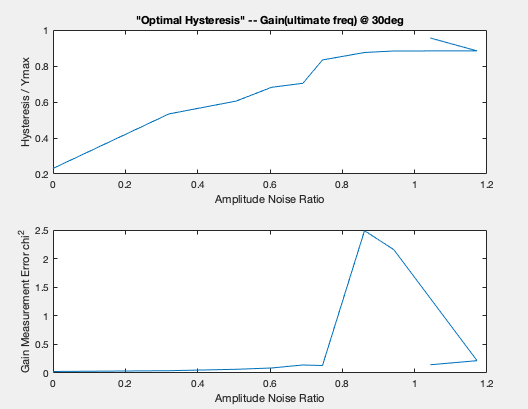 "Optimal Hysteresis" -- Gain(ultimate freq) @ 30deg
1
0.8
0.6
0.4
0.2
Hysteresis / Ymax
0 0.2 0.4 0.6 0.8 1 1.2
Amplitude Noise Ratio
2.5
2
1.5
1
0.5
0
Gain Measurement Error chi²
0 0.2 0.4 0.6 0.8 1 1.2
Amplitude Noise Ratio